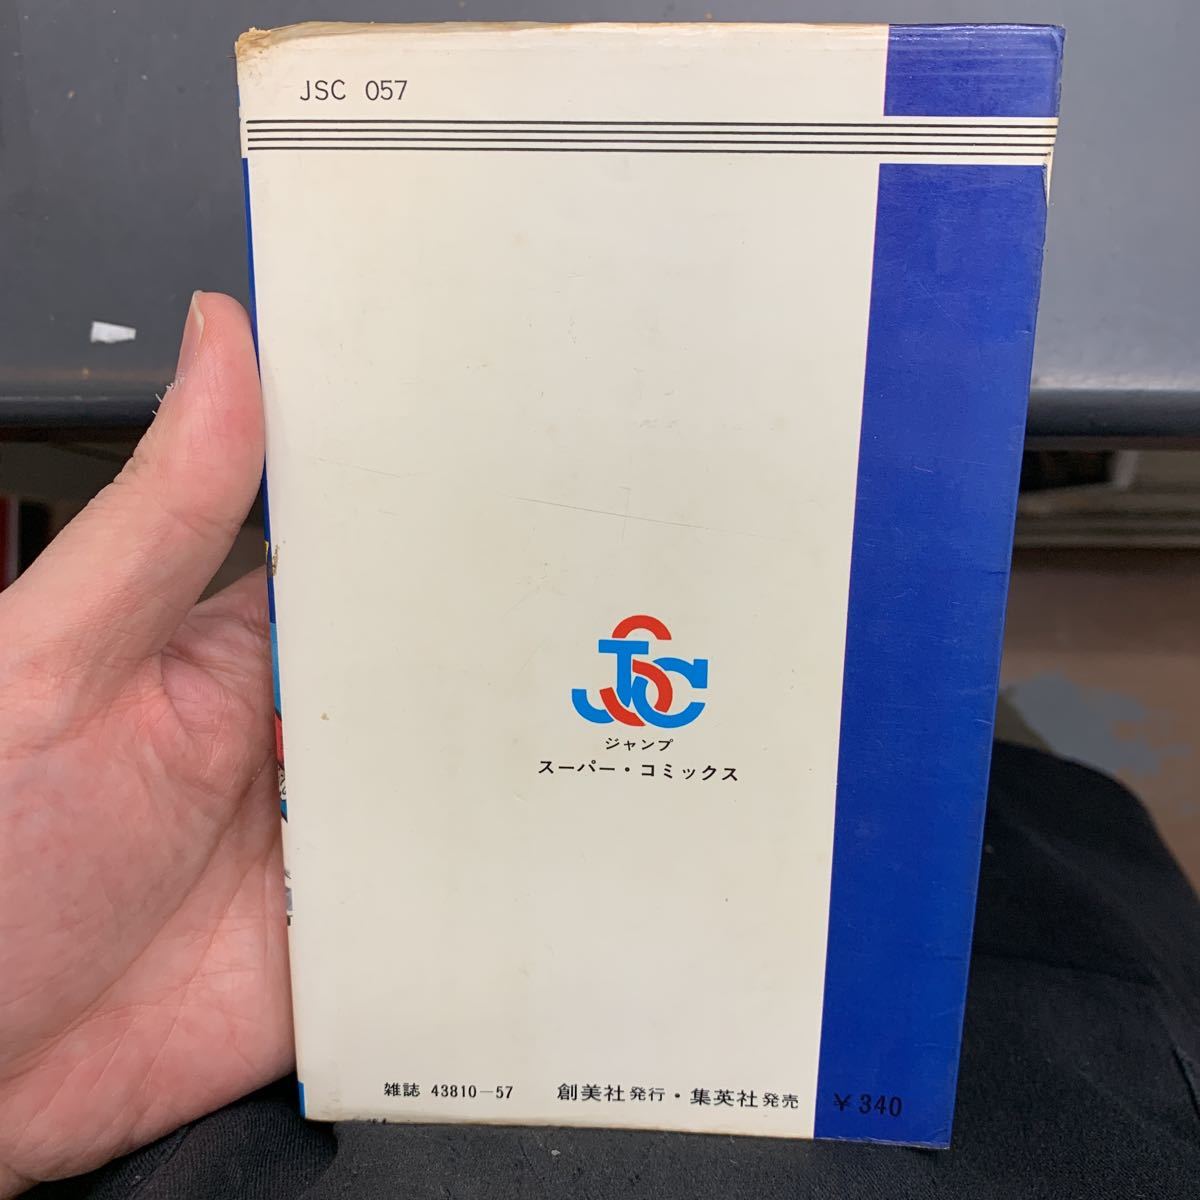 JSC 057
JSC
ジャンプ
スーパー・コミックス
雑誌 43810-57 創美社発行・集英社発売 ¥340